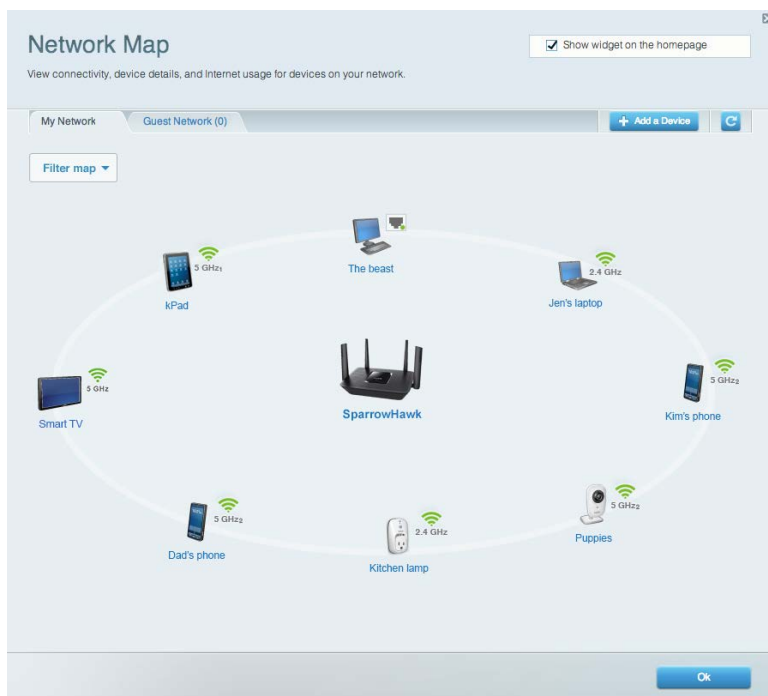 Network Map
Show widget on the homepage
View connectivity, device details, and Internet usage for devices on your network.
My Network
Guest Network (0)
+ Add a Device
Filter map
The beast
5 GHz1
kPad
2.4 GHz
Jen's laptop
5 GHz
Smart TV
SparrowHawk
5 GHz2
Kim's phone
5 GHz2
Dad's phone
2.4 GHz
Kitchen lamp
5 GHz2
Puppies
Ok